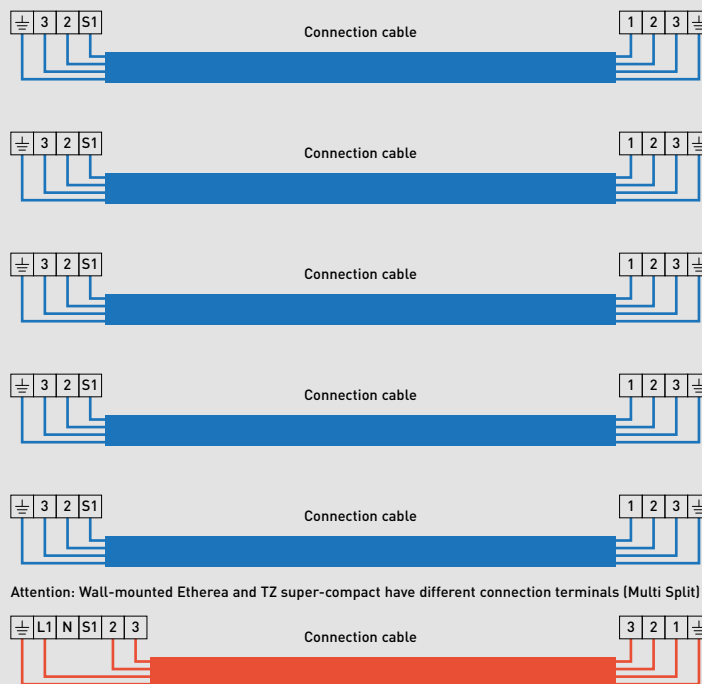 3 2 S1 Connection cable 1 2 3
3 2 S1 Connection cable 1 2 3
3 2 S1 Connection cable 1 2 3
3 2 S1 Connection cable 1 2 3
3 2 S1 Connection cable 1 2 3
Attention: Wall-mounted Etherea and TZ super-compact have different connection terminals (Multi Split)
L1 N S1 2 3 Connection cable 3 2 1